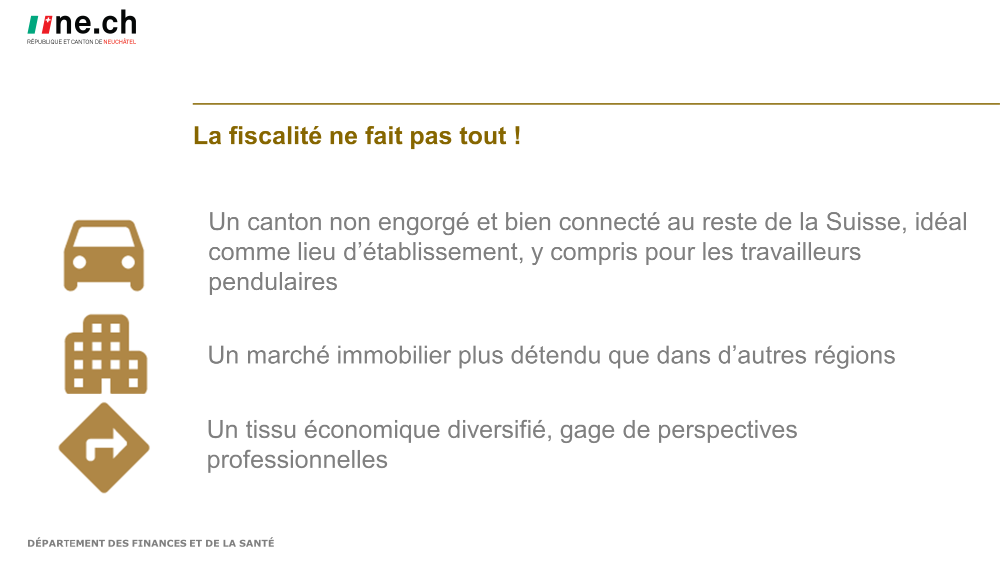 ne.ch
RÉPUBLIQUE ET CANTON DE NEUCHÂTEL
La fiscalité ne fait pas tout !
Un canton non engorgé et bien connecté au reste de la Suisse, idéal
comme lieu d’établissement, y compris pour les travailleurs
pendulaires
Un marché immobilier plus détendu que dans d’autres régions
Un tissu économique diversifié, gage de perspectives
professionnelles
DÉPARTEMENT DES FINANCES ET DE LA SANTÉ